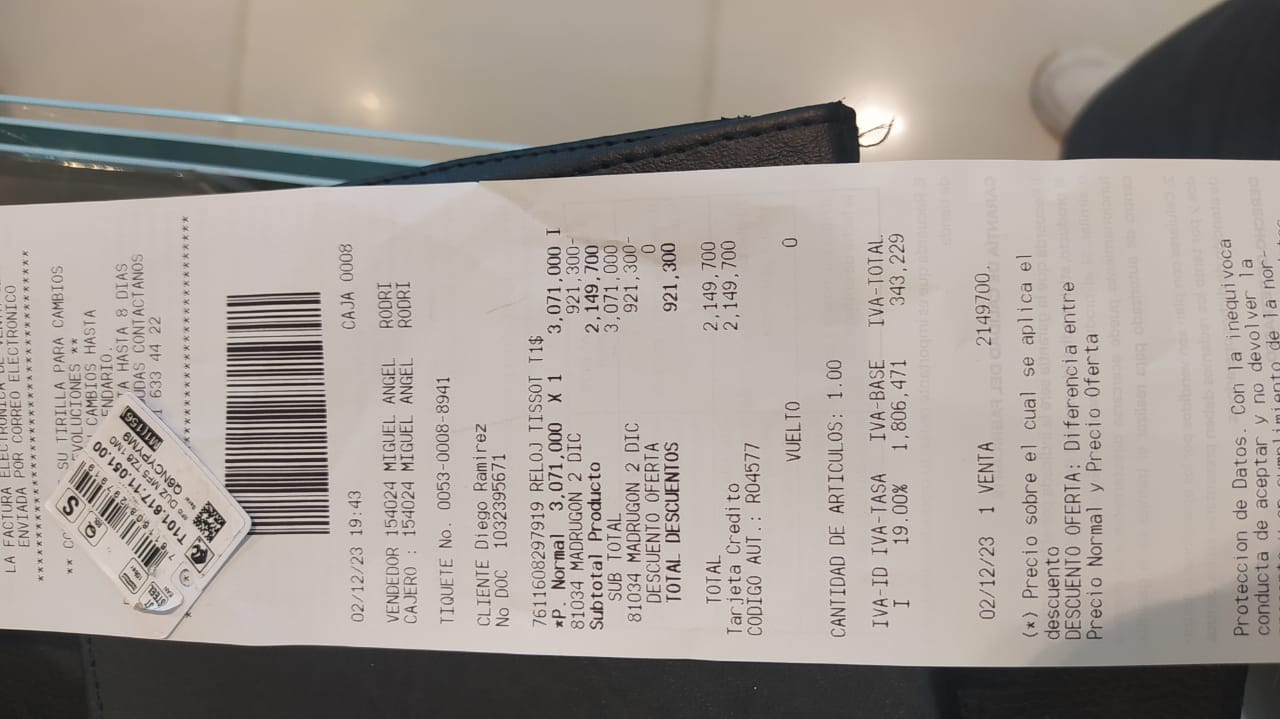 LA FACTURA ELECTRONICA DE
ENVIADA POR CORREO ELECTRONICO
****************************************
SU TIRILLA PARA CAMBIOS
EVOLUCIONES **
CAMBIOS HASTA
ENDARIO.
HASTA 8 DIAS
UDAS CONTACTANOS
633 44 22
****************************************
02/12/23 19:43 CAJA 0008
VENDEDOR 154024 MIGUEL ANGEL RODRI
CAJERO : 154024 MIGUEL ANGEL RODRI
TIQUETE No. 0053-0008-8941
CLIENTE Diego Ramirez
No DOC 1032395671
7611608297919 RELOJ TISSOT T1$
*P. Normal 3,071,000 X 1 3,071,000 I
81034 MADRUGON 2 DIC 921,300-
Subtotal Producto 2,149,700
SUB TOTAL 3,071,000
81034 MADRUGON 2 DIC 921,300-
DESCUENTO OFERTA 0
TOTAL DESCUENTOS 921,300
TOTAL 2,149,700
Tarjeta Credito 2,149,700
CODIGO AUT.: R04577
VUELTO 0
CANTIDAD DE ARTICULOS: 1.00
IVA-ID IVA-TASA IVA-BASE IVA-TOTAL
I 19.00% 1,806,471 343,229
02/12/23 1 VENTA 2149700.
(*) Precio sobre el cual se aplica el
descuento
DESCUENTO OFERTA: Diferencia entre
Precio Normal y Precio Oferta
Proteccion de Datos. Con la inequivoca
conducta de aceptar y no devolver la
T101.617.11.051.00
Q6NCYPM9
S
STEEL